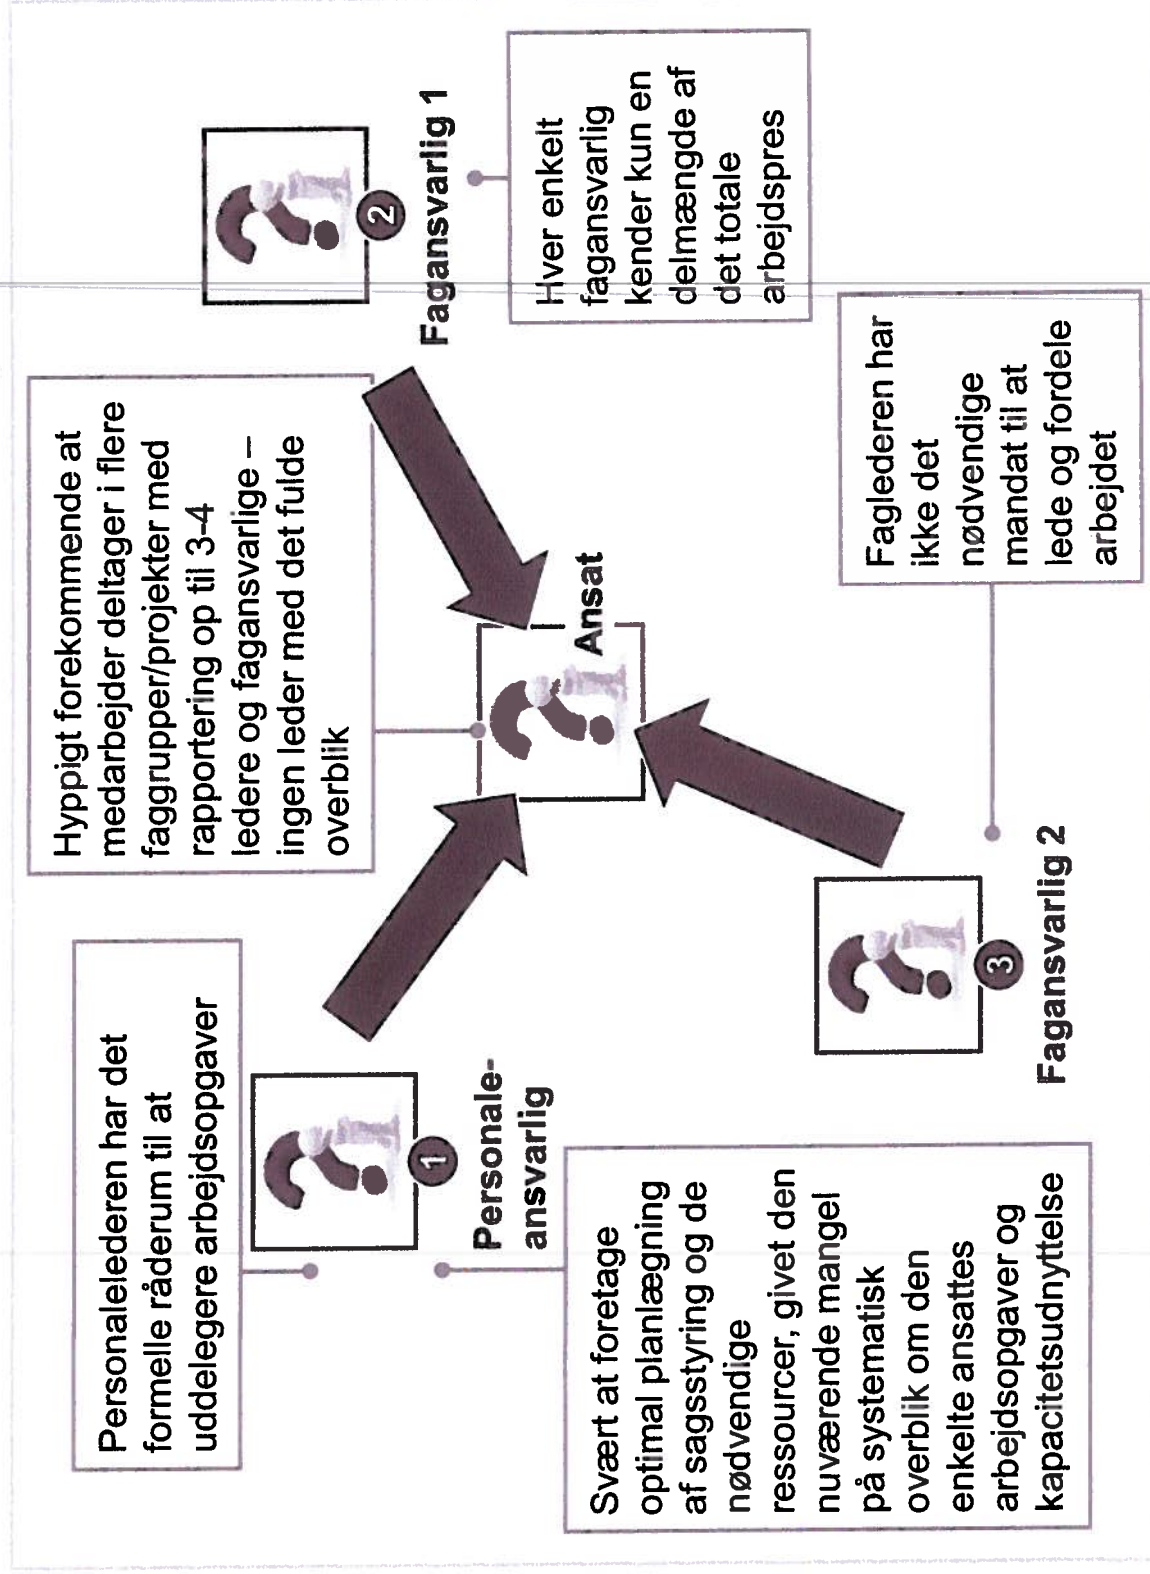 Personalelederen har det
formelle råderum til at
uddelegere arbejdsopgaver
1
Personale-
ansvarlig
Svært at foretage
optimal planlægning
af sagsstyring og de
nødvendige
ressourcer, givet den
nuværende mangel
på systematisk
overblik om den
enkelte ansattes
arbejdsopgaver og
kapacitetsudnyttelse
Hyppigt forekommende at
medarbejder deltager i flere
faggrupper/projekter med
rapportering op til 3-4
ledere og fagansvarlige –
ingen leder med det fulde
overblik
Ansat
2
Fagansvarlig 1
Hver enkelt
fagansvarlig
kender kun en
delmængde af
det totale
arbejdspres
3
Fagansvarlig 2
Faglederen har
ikke det
nødvendige
mandat til at
lede og fordele
arbejdet